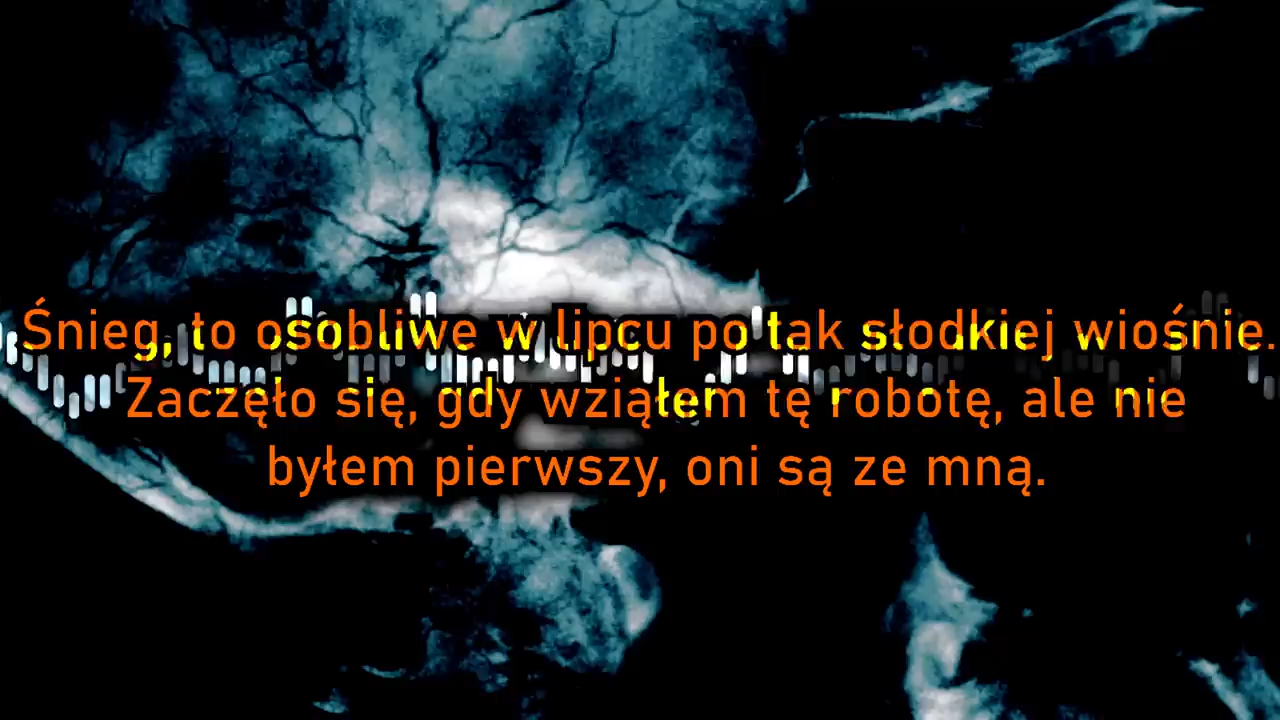 Śnieg, to osobliwe w lipcu po tak słodkiej wiośnie.
Zaczęło się, gdy wziąłem tę robotę, ale nie
byłem pierwszy, oni są ze mną.